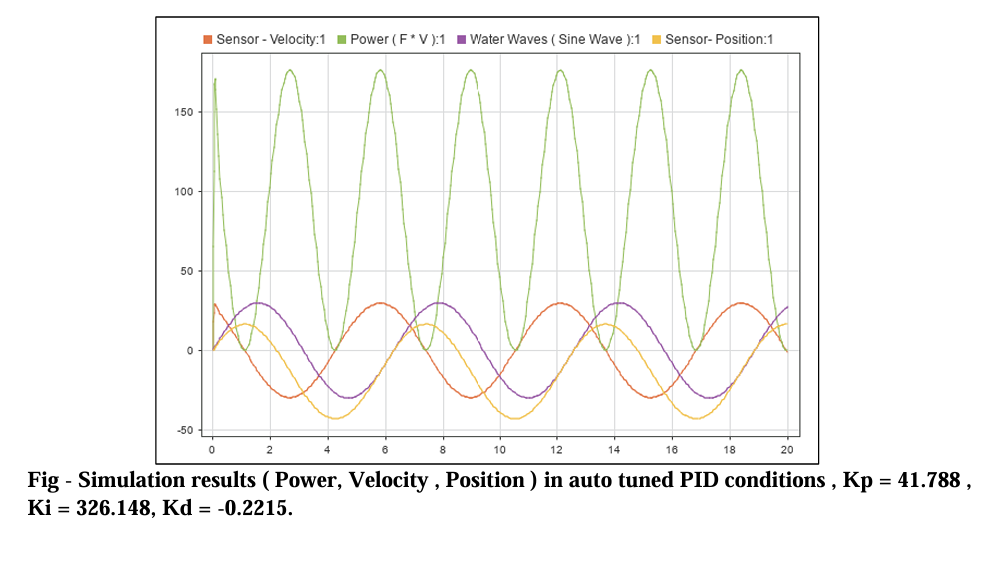 Sensor - Velocity:1 Power ( F * V ):1 Water Waves ( Sine Wave ):1 Sensor- Position:1
150
100
50
0
-50
0 2 4 6 8 10 12 14 16 18 20
Fig - Simulation results ( Power, Velocity , Position ) in auto tuned PID conditions , Kp = 41.788 ,
Ki = 326.148, Kd = -0.2215.